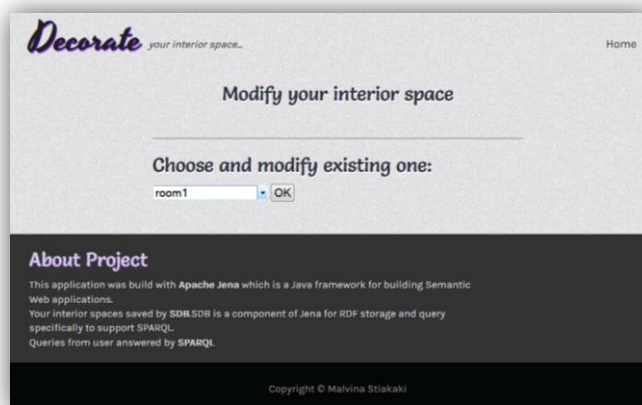 Decorate your interior space...
Home
Modify your interior space
Choose and modify existing one:
room1 OK
About Project
This application was build with Apache Jena which is a Java framework for building Semantic
Web applications.
Your interior spaces saved by SDB.SDB is a component of Jena for RDF storage and query
specifically to support SPARQL.
Queries from user answered by SPARQL
Copyright © Malvina Stiakaki